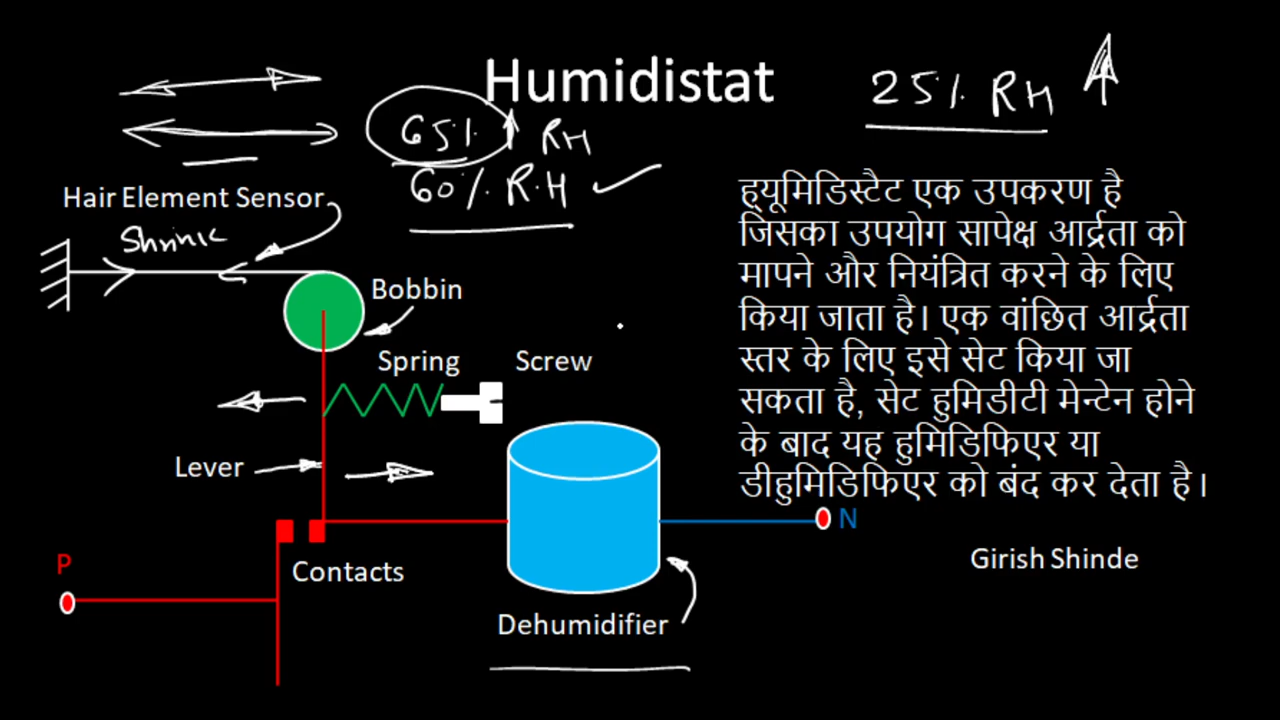 Humidistat
25% RH
65% RH
60% R.H
Hair Element Sensor
Shrink
Bobbin
Spring
Screw
Lever
Contacts
P
N
Dehumidifier
ह्यूमिडिस्टैट एक उपकरण है
जिसका उपयोग सापेक्ष आर्द्रता को
मापने और नियंत्रित करने के लिए
किया जाता है। एक वांछित आर्द्रता
स्तर के लिए इसे सेट किया जा
सकता है, सेट हुमिडीटी मेन्टेन होने
के बाद यह हुमिडिफिएर या
डीहुमिडिफिएर को बंद कर देता है।
Girish Shinde